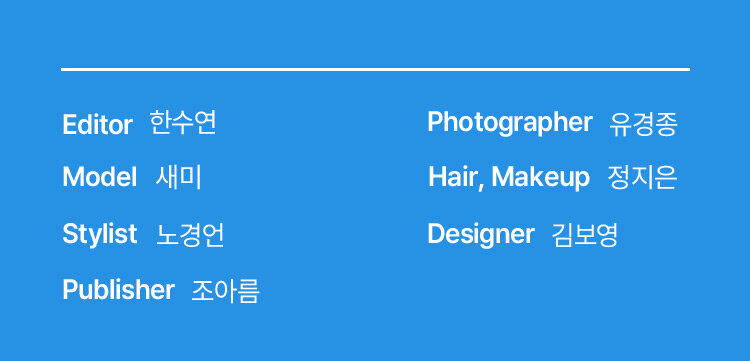 Editor 한수연
Photographer 유경종
Model 새미
Hair, Makeup 정지은
Stylist 노경언
Designer 김보영
Publisher 조아름